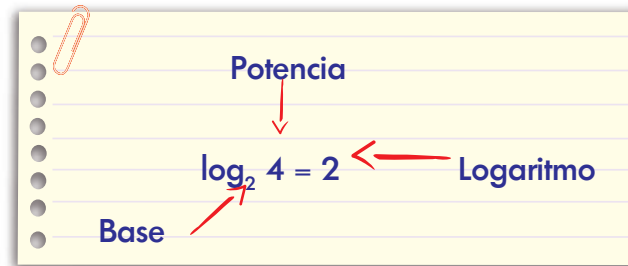 Potencia
log₂ 4 = 2
Logaritmo
Base